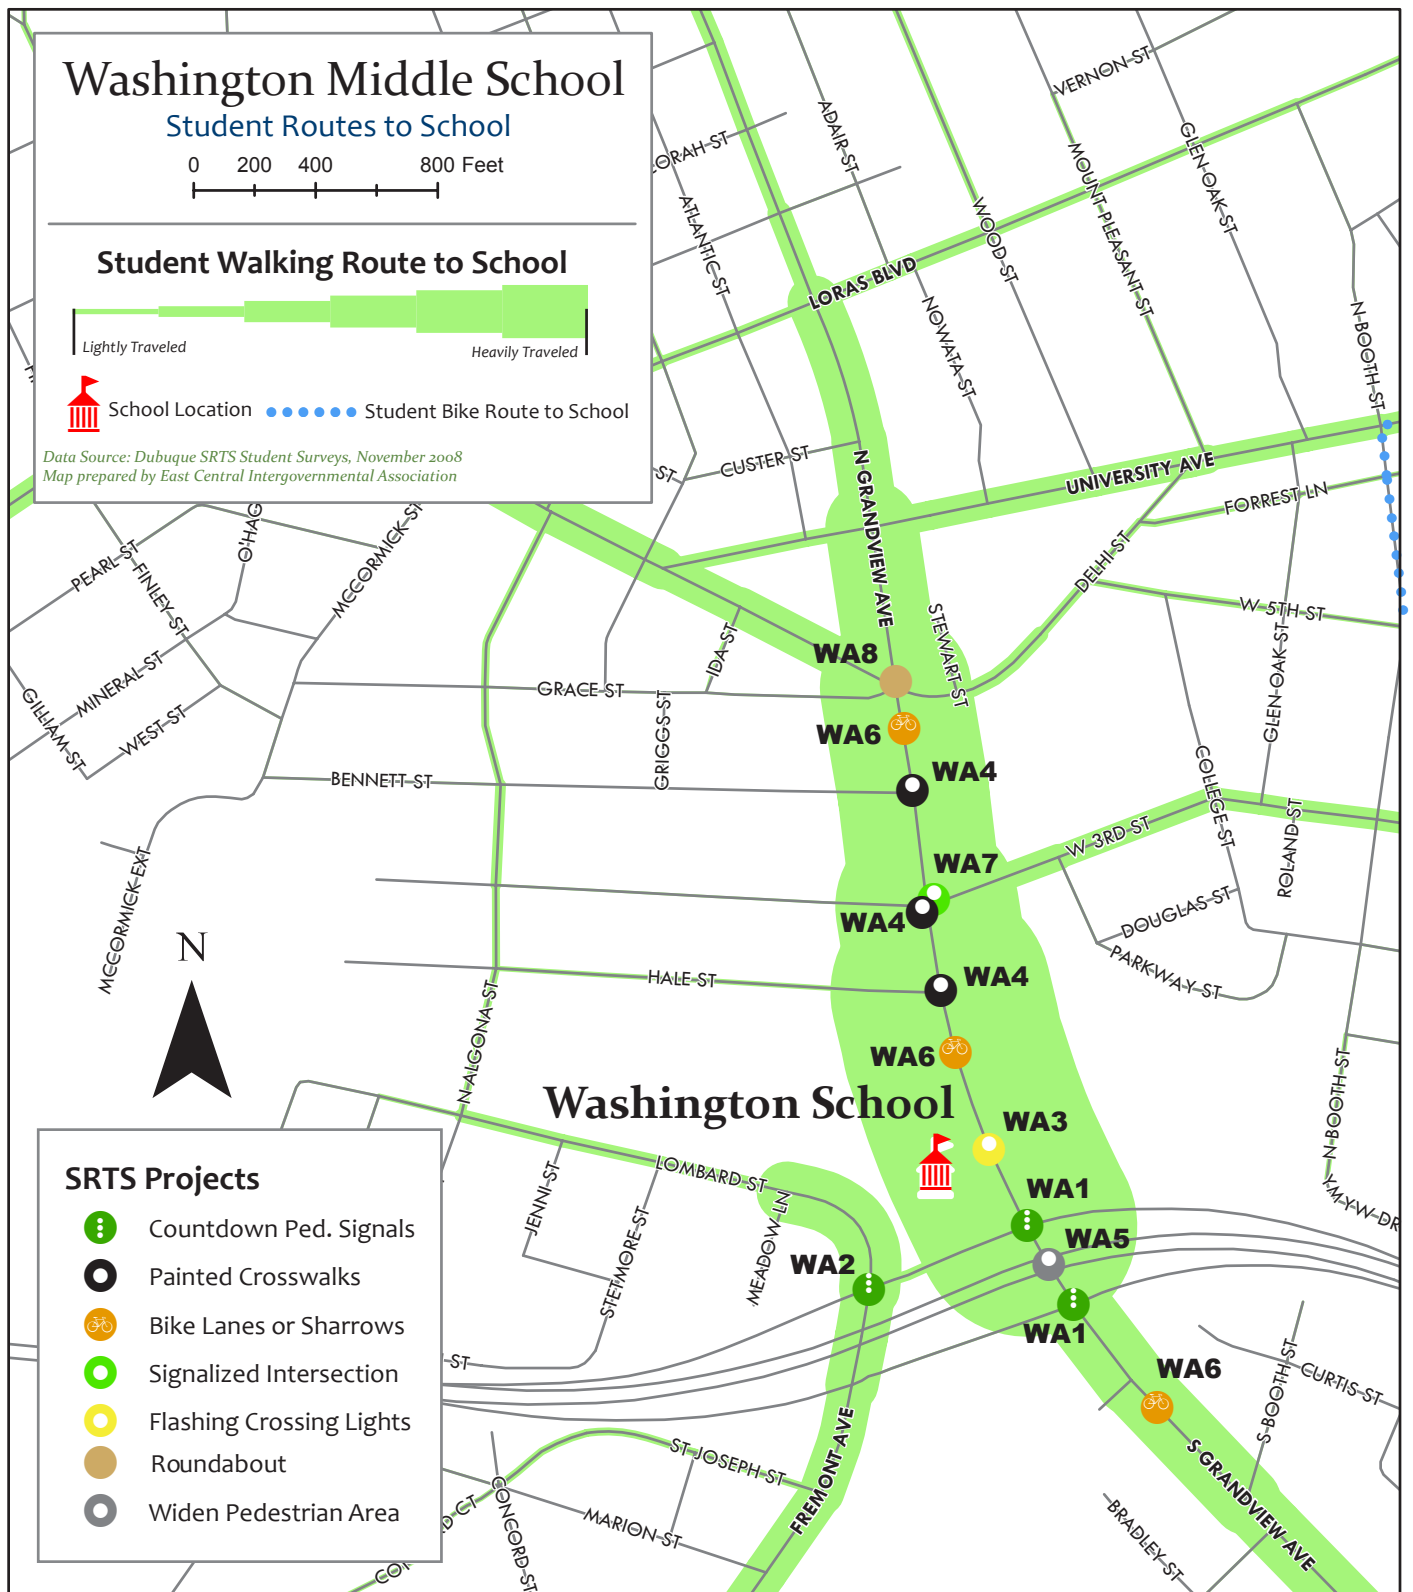 Washington Middle School
Student Routes to School
0 200 400 800 Feet
Student Walking Route to School
Lightly Traveled
Heavily Traveled
School Location
Student Bike Route to School
Data Source: Dubuque SRTS Student Surveys, November 2008
Map prepared by East Central Intergovernmental Association
VERNON ST
ADAIR ST
GLEN OAK ST
ORAH ST
MOUNT PLEASANT ST
ATLANTIC ST
WOOD ST
LORAS BLVD
NOWATA ST
N BOOTH ST
CUSTER ST
ST
N GRANDVIEW AVE
UNIVERSITY AVE
FORREST LN
O'HAG
MCCORMICK ST
PEARL ST
FINLEY ST
DELHI ST
W 5TH ST
STEWART ST
IDA ST
WA8
MINERAL ST
GILLIAM ST
WEST ST
GRACE ST
GRIGGS ST
GLEN OAK ST
WA6
BENNETT ST
WA4
COLLEGE ST
W 3RD ST
ROLAND ST
MCCORMICK EXT
WA7
WA4
DOUGLAS ST
PARKWAY ST
N
HALE ST
WA4
N ALGONA ST
WA6
N BOOTH ST
Washington School
WA3
LOMBARD ST
JENNI ST
STETMORE ST
MEADOW LN
WA1
WA5
YMYW DR
WA2
WA1
SRTS Projects
Countdown Ped. Signals
Painted Crosswalks
Bike Lanes or Sharrows
Signalized Intersection
Flashing Crossing Lights
Roundabout
Widen Pedestrian Area
ST
WA6
S BOOTH ST
CURTIS ST
FREMONT AVE
ST JOSEPH ST
S GRANDVIEW AVE
MARION ST
CONCORD ST
D CT
CO
BRADLEY ST